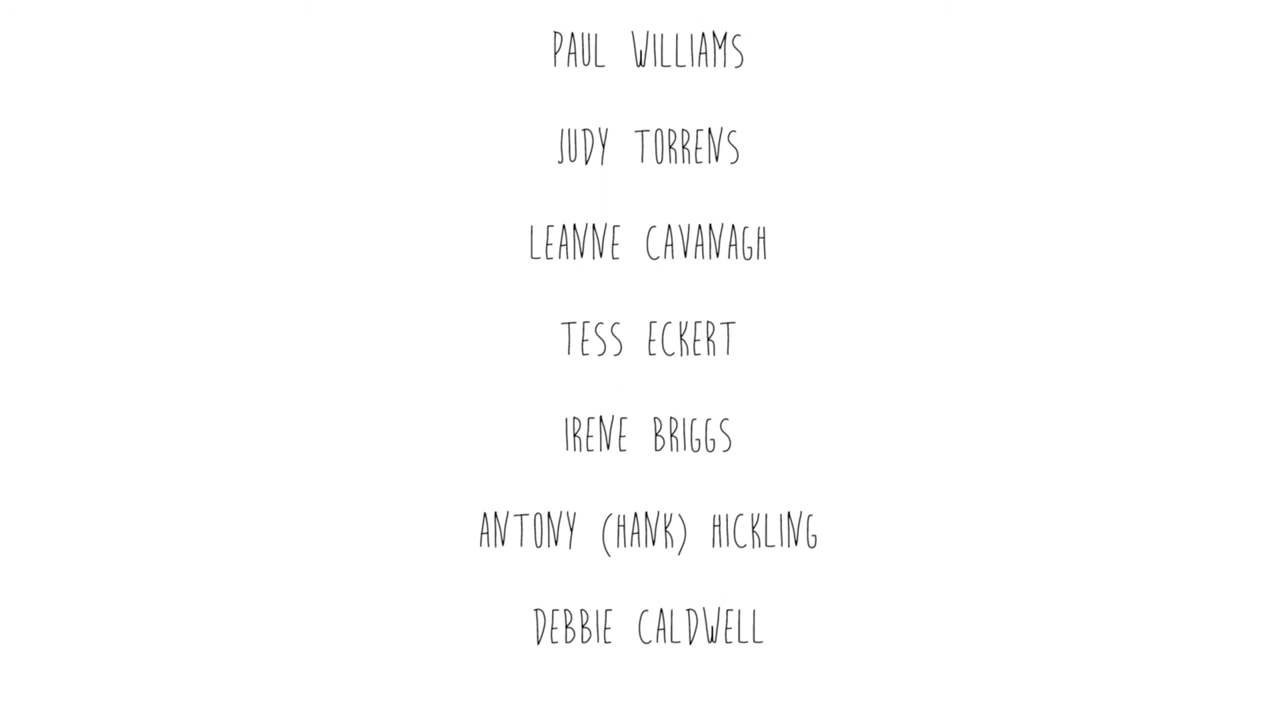 PAUL WILLIAMS
JUDY TORRENS
LEANNE CAVANAGH
TESS ECKERT
IRENE BRIGGS
ANTONY (HANK) HICKLING
DEBBIE CALDWELL